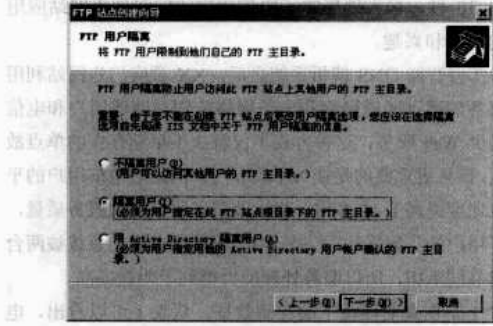 FTP 站点创建向导
FTP 用户隔离
将 FTP 用户限制到他们自己的 FTP 主目录。
FTP 用户隔离防止用户访问此 FTP 站点上其他用户的 FTP 主目录。
重要: 由于您不能在创建 FTP 站点后更改用户隔离选项，您应该在选择隔离
选项首先阅读 IIS 文档中关于 FTP 用户隔离的信息。
不隔离用户(D)
(用户可以访问其他用户的 FTP 主目录。)
隔离用户(I)
(必须为用户指定在此 FTP 站点根目录下的 FTP 主目录。)
用 Active Directory 隔离用户(A)
(必须为用户指定用他的 Active Directory 用户帐户确认的 FTP 主目
录。)
< 上一步(B) 下一步(N) > 取消